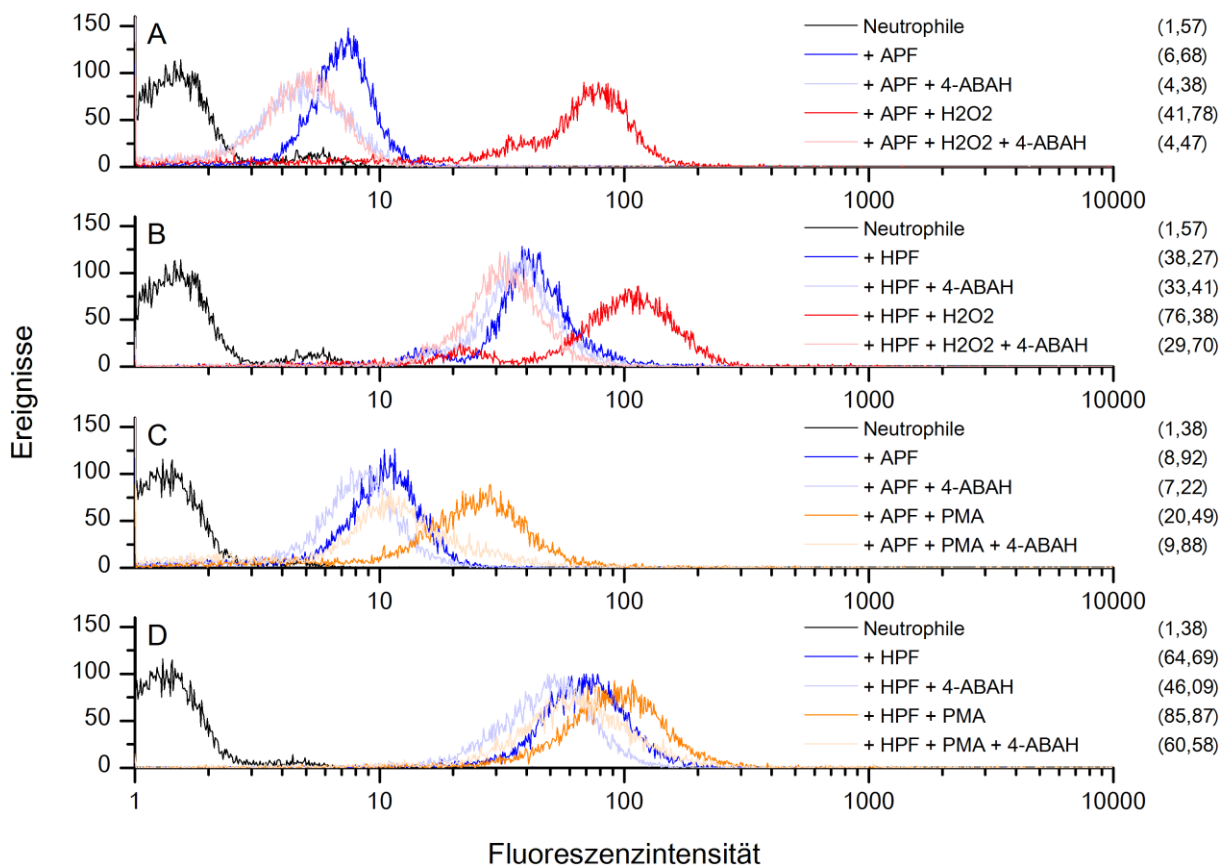 A
150
100
50
0
10
100
1000
10000
Neutrophile (1,57)
+ APF (6,68)
+ APF + 4-ABAH (4,38)
+ APF + H2O2 (41,78)
+ APF + H2O2 + 4-ABAH (4,47)
B
150
100
50
0
10
100
1000
10000
Neutrophile (1,57)
+ HPF (38,27)
+ HPF + 4-ABAH (33,41)
+ HPF + H2O2 (76,38)
+ HPF + H2O2 + 4-ABAH (29,70)
Ereignisse
C
150
100
50
0
10
100
1000
10000
Neutrophile (1,38)
+ APF (8,92)
+ APF + 4-ABAH (7,22)
+ APF + PMA (20,49)
+ APF + PMA + 4-ABAH (9,88)
D
150
100
50
0
1
10
100
1000
10000
Neutrophile (1,38)
+ HPF (64,69)
+ HPF + 4-ABAH (46,09)
+ HPF + PMA (85,87)
+ HPF + PMA + 4-ABAH (60,58)
Fluoreszenzintensität